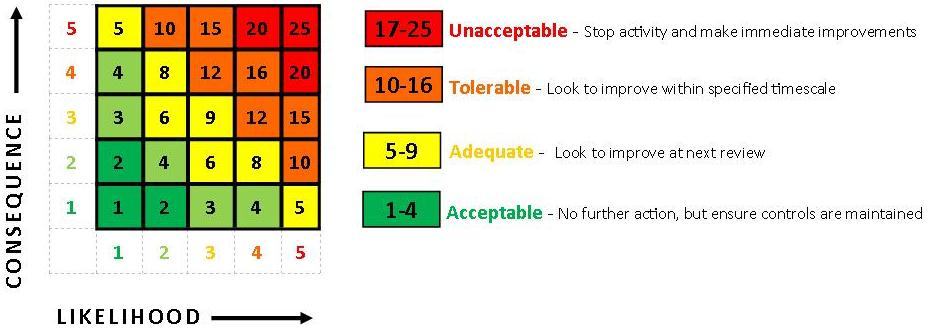 CONSEQUENCE
5 5 10 15 20 25
4 4 8 12 16 20
3 3 6 9 12 15
2 2 4 6 8 10
1 1 2 3 4 5
1 2 3 4 5
LIKELIHOOD
17-25 Unacceptable - Stop activity and make immediate improvements
10-16 Tolerable - Look to improve within specified timescale
5-9 Adequate - Look to improve at next review
1-4 Acceptable - No further action, but ensure controls are maintained